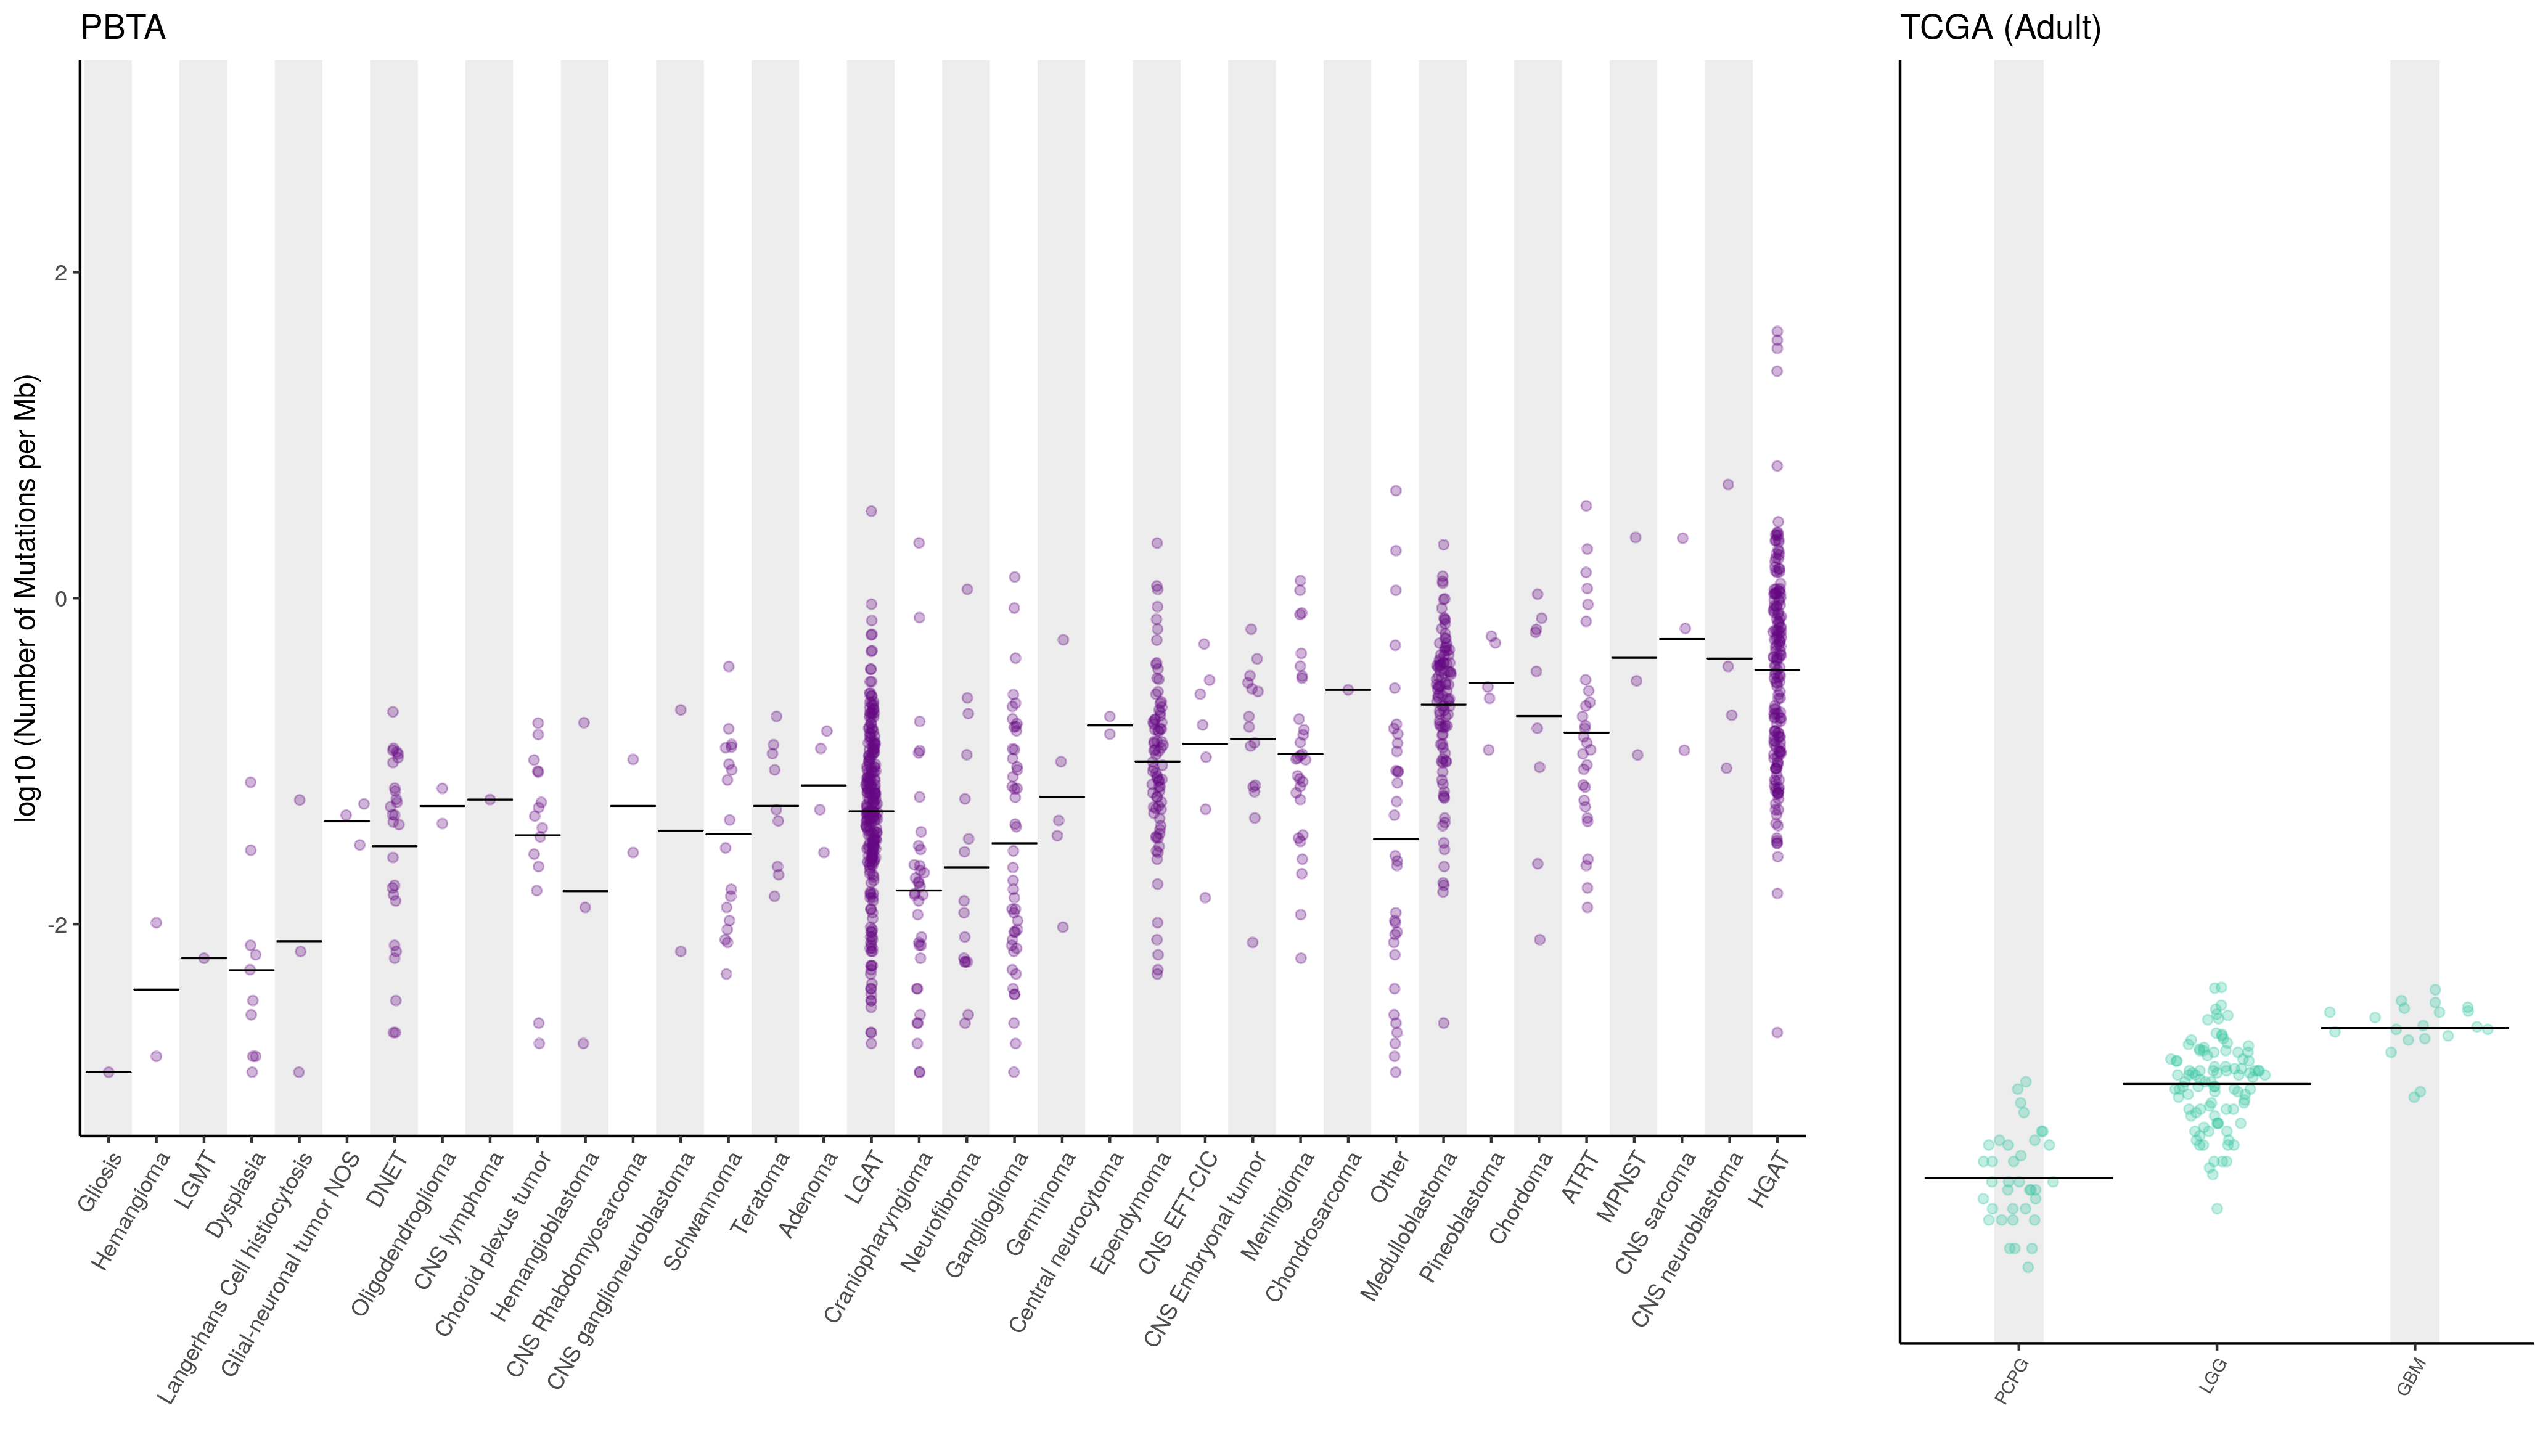 PBTA
TCGA (Adult)
log10 (Number of Mutations per Mb)
2
0
-2
Gliosis
Hemangioma
LGMT
Dysplasia
Langerhans Cell histiocytosis
Glial-neuronal tumor NOS
DNET
Oligodendroglioma
CNS lymphoma
Choroid plexus tumor
Hemangioblastoma
CNS Rhabdomyosarcoma
CNS ganglioneuroblastoma
Schwannoma
Teratoma
Adenoma
LGAT
Craniopharyngioma
Neurofibroma
Ganglioglioma
Germinoma
Central neurocytoma
Ependymoma
CNS EFT-CIC
CNS Embryonal tumor
Meningioma
Chondrosarcoma
Other
Medulloblastoma
Pineoblastoma
Chordoma
ATRT
MPNST
CNS sarcoma
CNS neuroblastoma
HGAT
PCPG
LGG
GBM